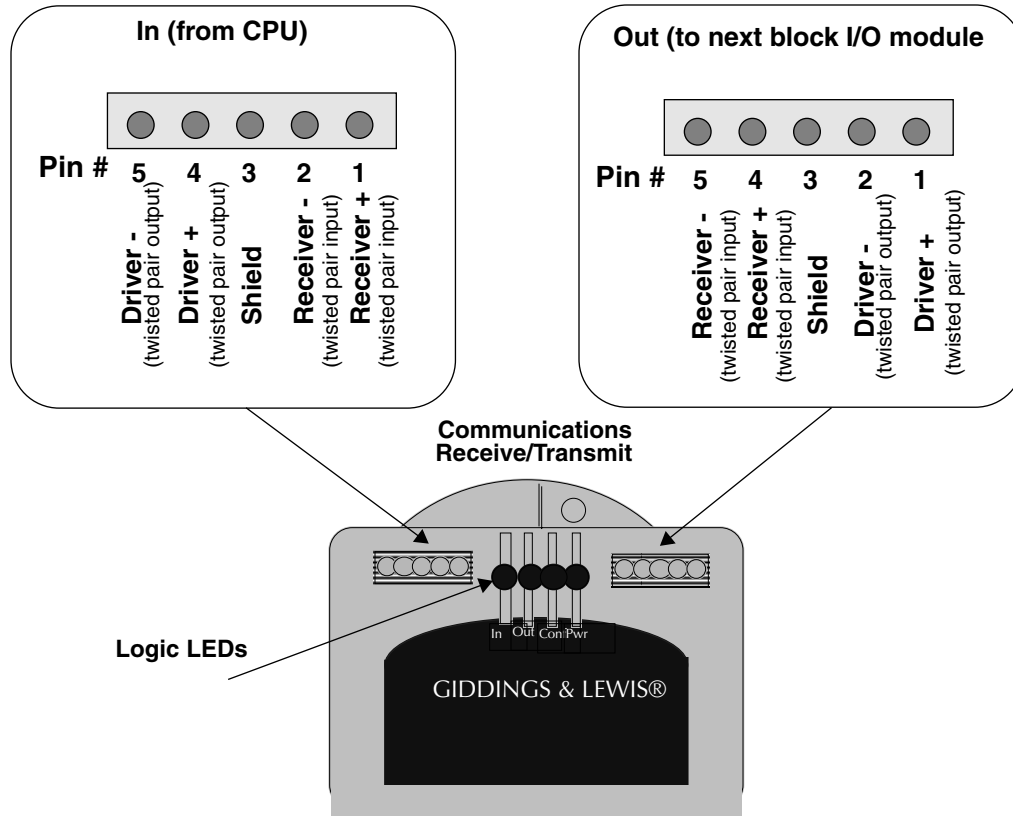 In (from CPU)
Pin # 5 4 3 2 1
Driver -
(twisted pair output)
Driver +
(twisted pair output)
Shield
Receiver -
(twisted pair input)
Receiver +
(twisted pair input)
Out (to next block I/O module
Pin # 5 4 3 2 1
Receiver -
(twisted pair input)
Receiver +
(twisted pair input)
Shield
Driver -
(twisted pair output)
Driver +
(twisted pair output)
Communications
Receive/Transmit
In Out Con Pwr
Logic LEDs
GIDDINGS & LEWIS®